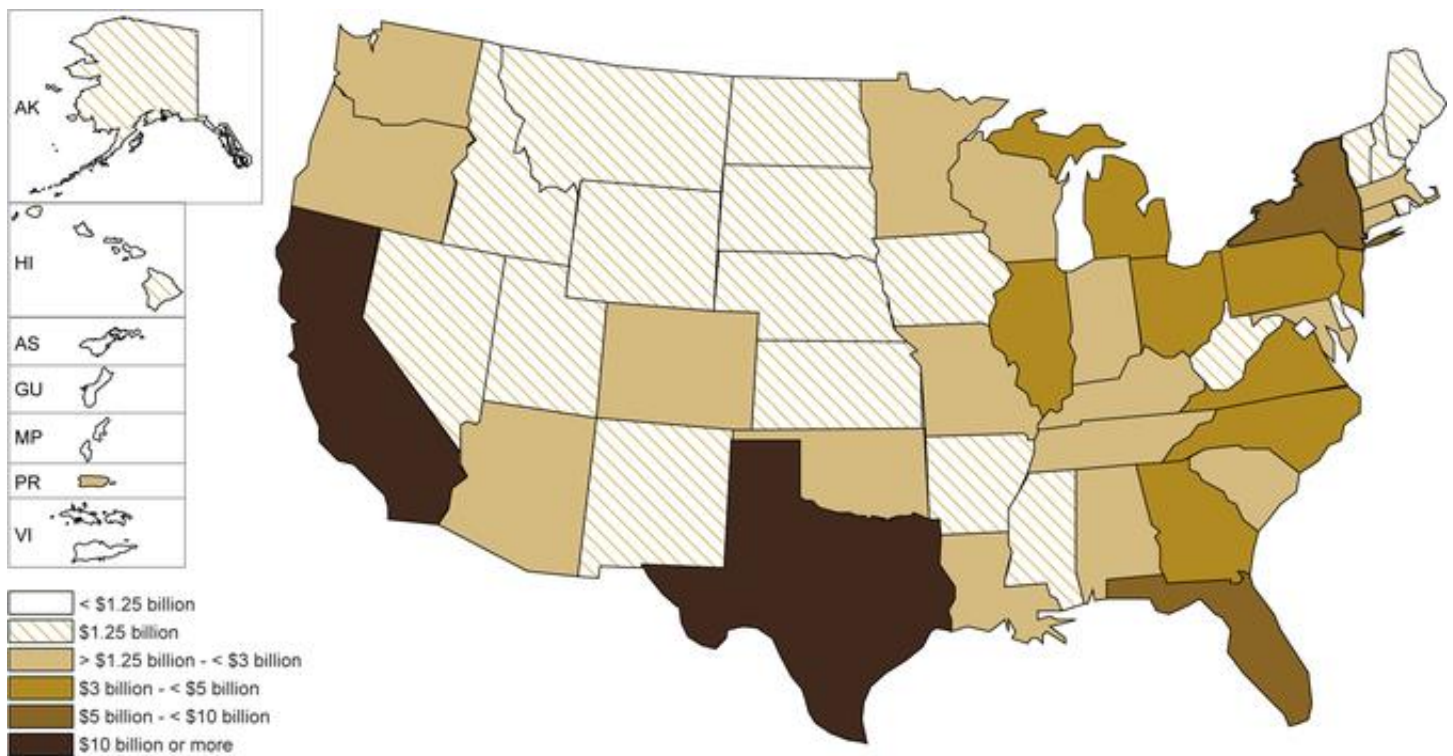 AK
HI
AS
GU
MP
PR
VI
< $1.25 billion
$1.25 billion
> $1.25 billion - < $3 billion
$3 billion - < $5 billion
$5 billion - < $10 billion
$10 billion or more